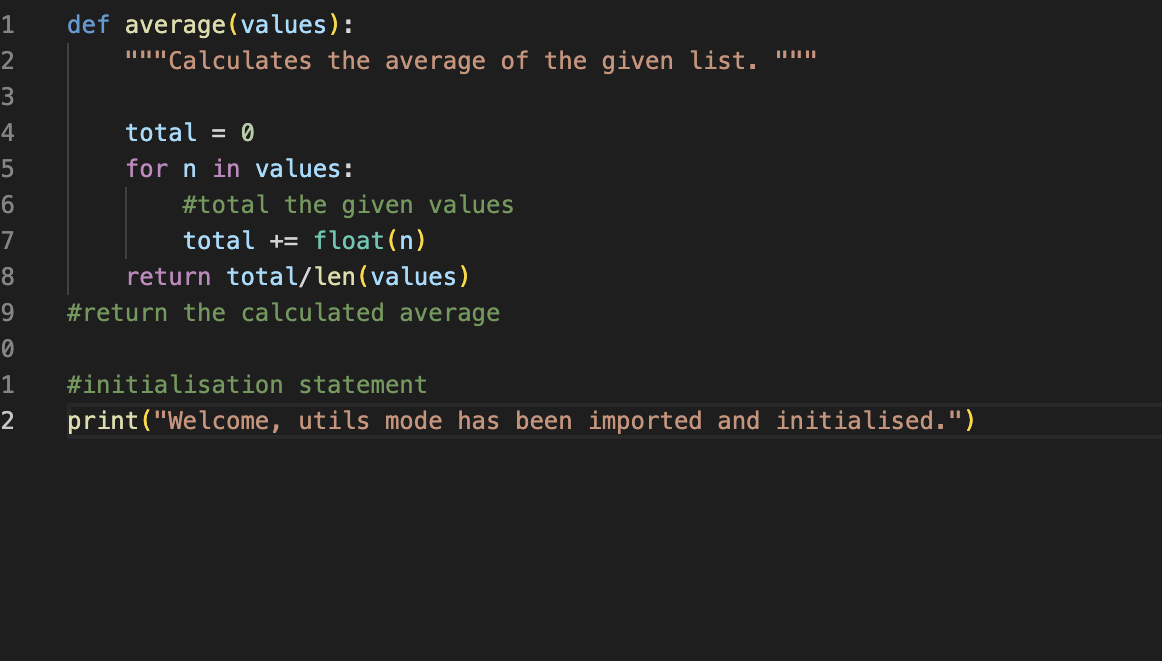 1 def average(values):
2     """Calculates the average of the given list. """
3
4     total = 0
5     for n in values:
6         #total the given values
7         total += float(n)
8     return total/len(values)
9 #return the calculated average
0
1 #initialisation statement
2 print("Welcome, utils mode has been imported and initialised.")